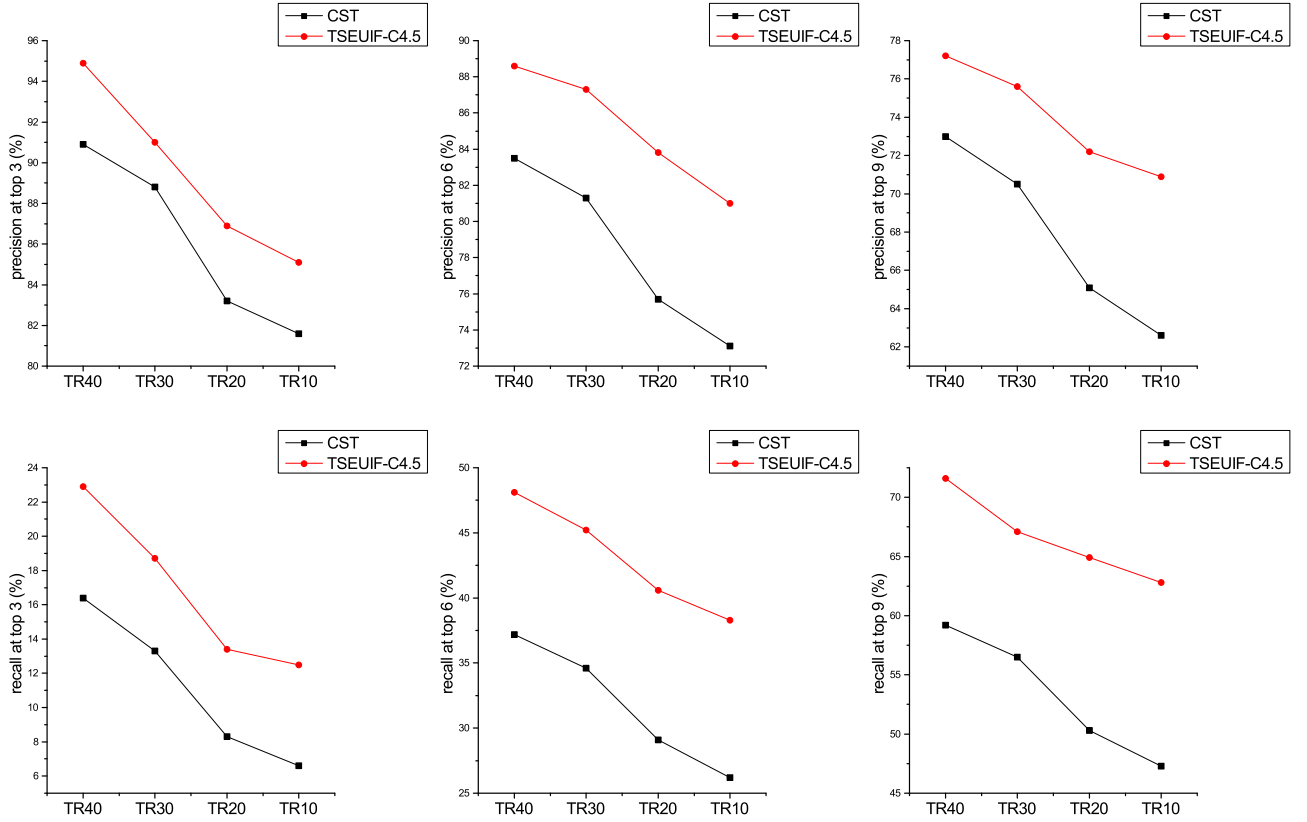 CST
TSEUIF-C4.5
precision at top 3 (%)
96
94
92
90
88
86
84
82
80
TR40 TR30 TR20 TR10
CST
TSEUIF-C4.5
precision at top 6 (%)
90
88
86
84
82
80
78
76
74
72
TR40 TR30 TR20 TR10
CST
TSEUIF-C4.5
precision at top 9 (%)
78
76
74
72
70
68
66
64
62
TR40 TR30 TR20 TR10
CST
TSEUIF-C4.5
recall at top 3 (%)
24
22
20
18
16
14
12
10
8
6
TR40 TR30 TR20 TR10
CST
TSEUIF-C4.5
recall at top 6 (%)
50
45
40
35
30
25
TR40 TR30 TR20 TR10
CST
TSEUIF-C4.5
recall at top 9 (%)
70
65
60
55
50
45
TR40 TR30 TR20 TR10